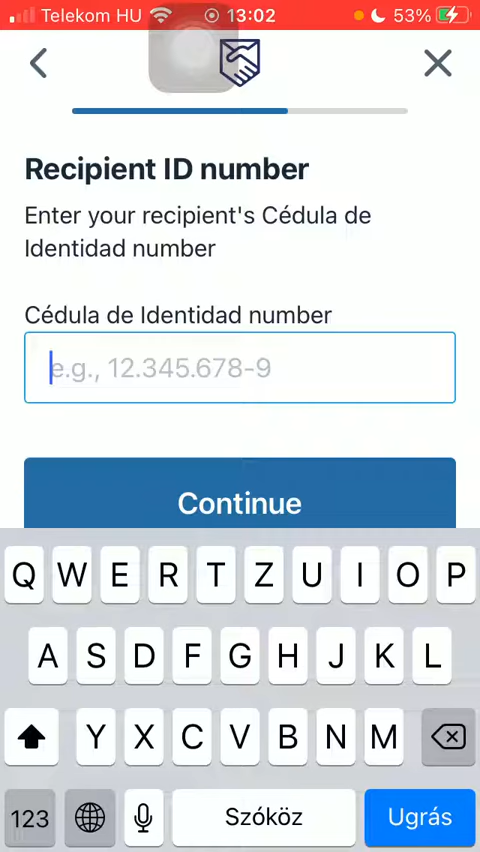 Telekom HU 13:02 53%
Recipient ID number
Enter your recipient's Cédula de
Identidad number
Cédula de Identidad number
e.g., 12.345.678-9
Continue
Q W E R T Z U I O P
A S D F G H J K L
Y X C V B N M
123 Szóköz Ugrás